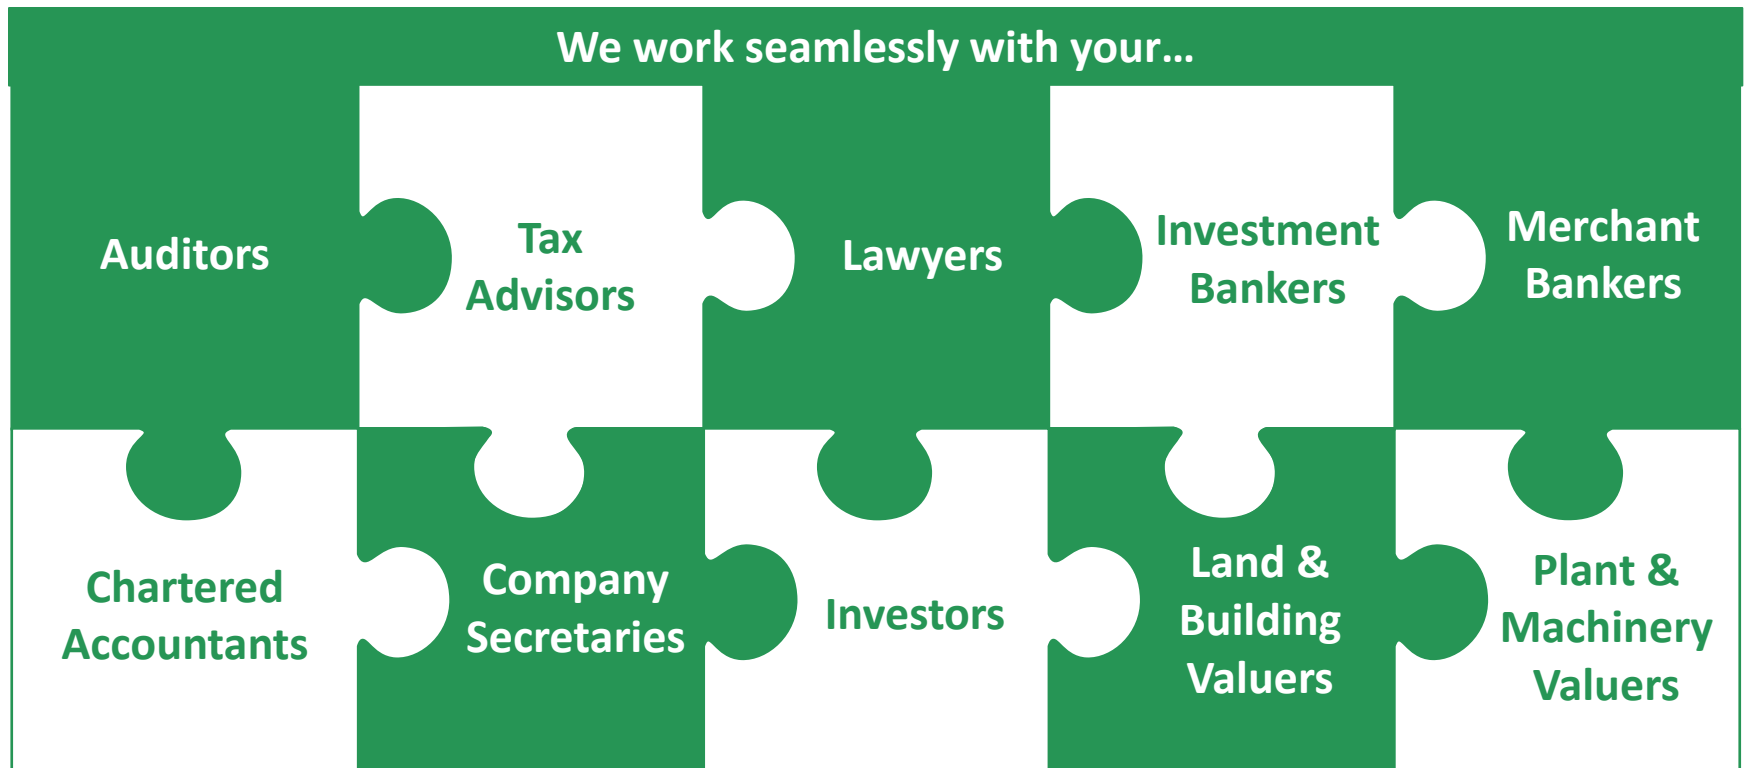 We work seamlessly with your...
Auditors
Tax
Advisors
Lawyers
Investment
Bankers
Merchant
Bankers
Chartered
Accountants
Company
Secretaries
Investors
Land &
Building
Valuers
Plant &
Machinery
Valuers